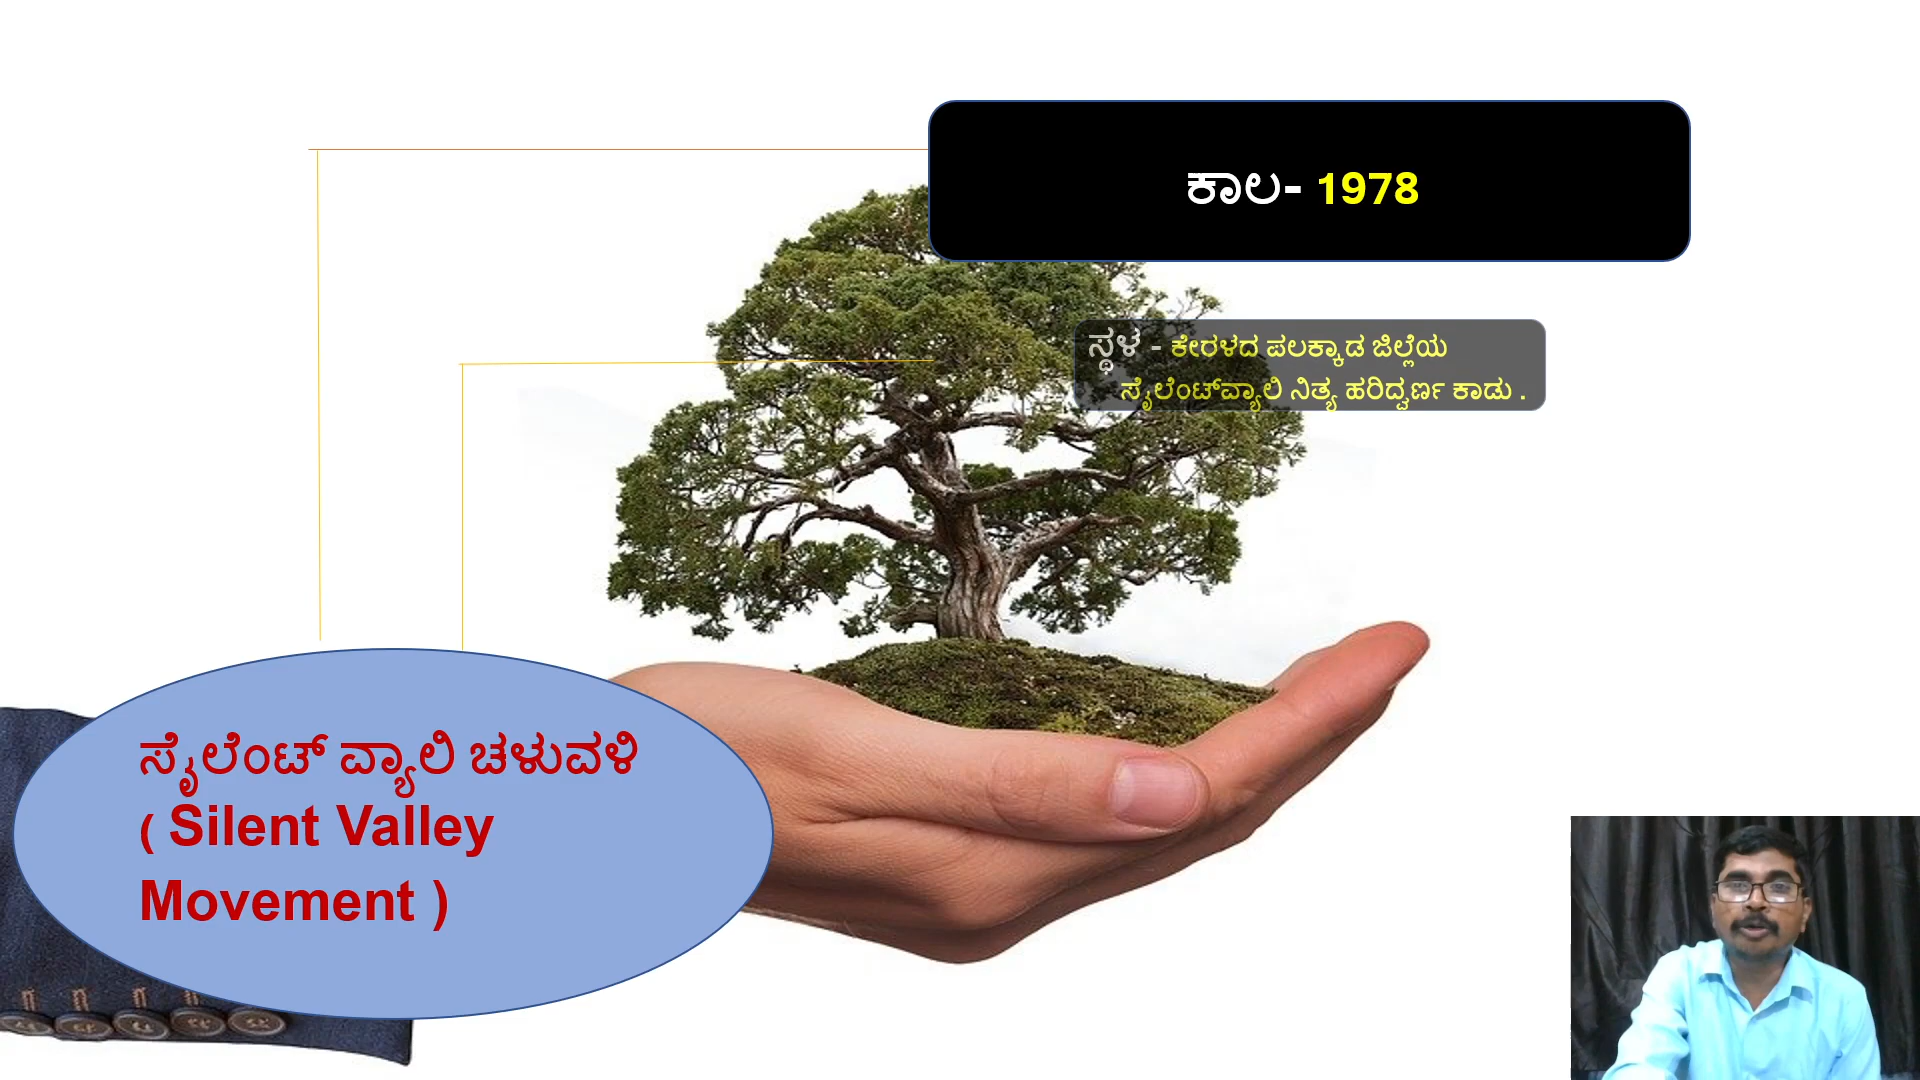 ಕಾಲ- 1978
ಸ್ಥಳ - ಕೇರಳದ ಪಲಕ್ಕಾಡ ಜಿಲ್ಲೆಯ
ಸೈಲೆಂಟ್‌ವ್ಯಾಲಿ ನಿತ್ಯ ಹರಿದ್ವರ್ಣ ಕಾಡು .
ಸೈಲೆಂಟ್ ವ್ಯಾಲಿ ಚಳುವಳಿ
( Silent Valley
Movement )